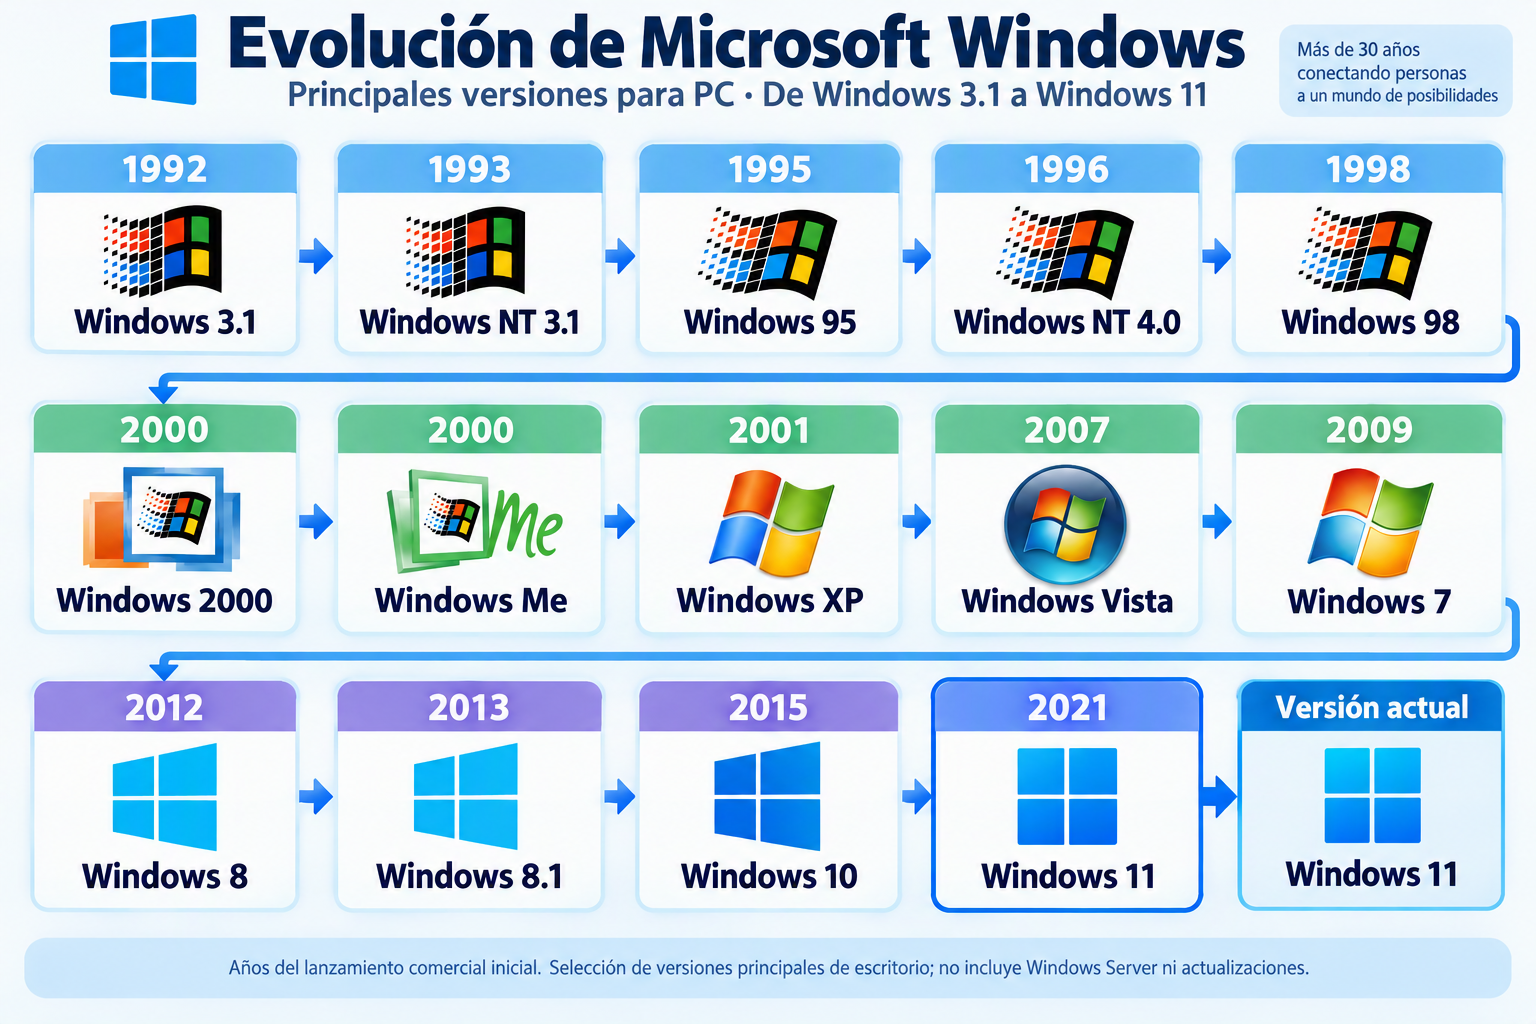 Evolución de Microsoft Windows
Principales versiones para PC · De Windows 3.1 a Windows 11
Más de 30 años
conectando personas
a un mundo de posibilidades
1992
Windows 3.1
1993
Windows NT 3.1
1995
Windows 95
1996
Windows NT 4.0
1998
Windows 98
2000
Windows 2000
2000
Me
Windows Me
2001
Windows XP
2007
Windows Vista
2009
Windows 7
2012
Windows 8
2013
Windows 8.1
2015
Windows 10
2021
Windows 11
Versión actual
Windows 11
Años del lanzamiento comercial inicial. Selección de versiones principales de escritorio; no incluye Windows Server ni actualizaciones.